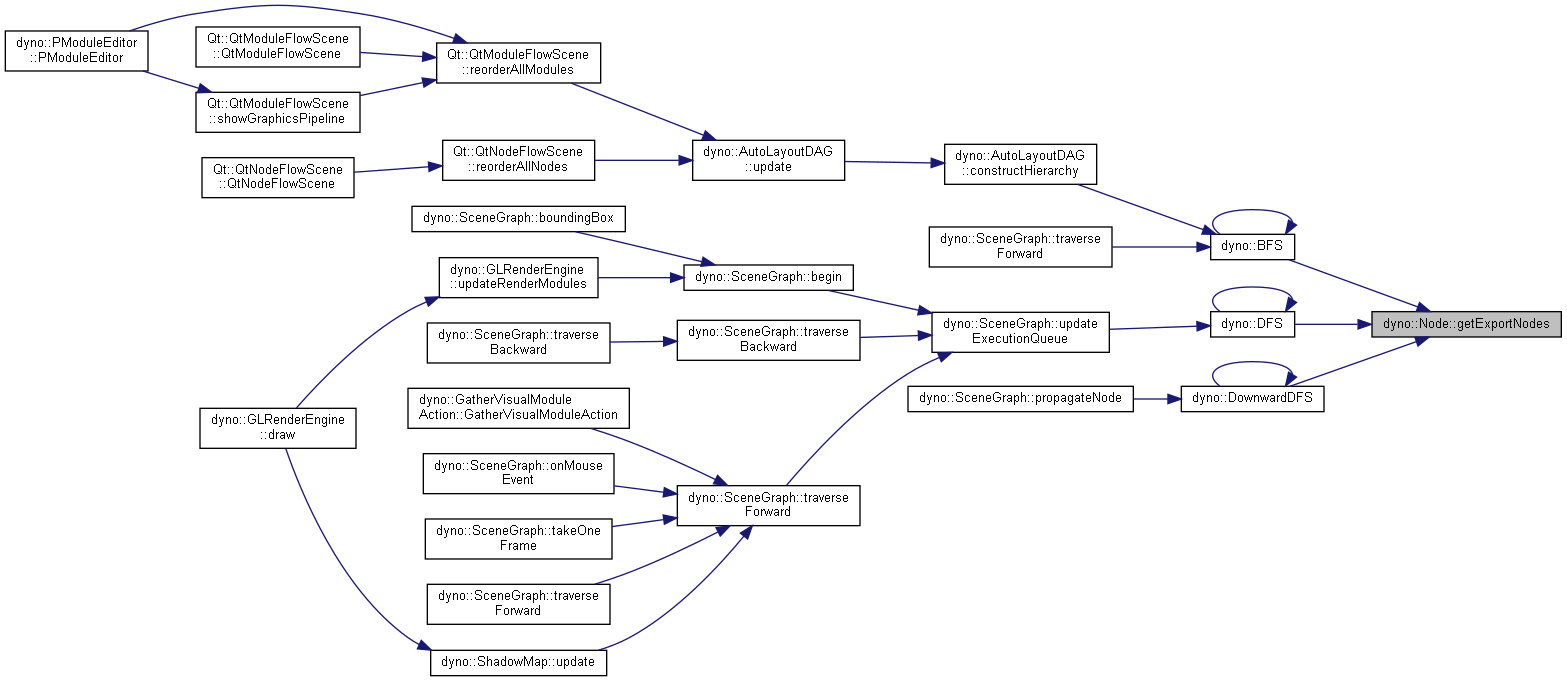 dyno::PModuleEditor
::PModuleEditor
Qt::QtModuleFlowScene
::QtModuleFlowScene
Qt::QtModuleFlowScene
::reorderAllModules
Qt::QtModuleFlowScene
::showGraphicsPipeline
Qt::QtNodeFlowScene
::QtNodeFlowScene
Qt::QtNodeFlowScene
::reorderAllNodes
dyno::AutoLayoutDAG
::update
dyno::AutoLayoutDAG
::constructHierarchy
dyno::SceneGraph::boundingBox
dyno::SceneGraph::traverse
Forward
dyno::BFS
dyno::GLRenderEngine
::updateRenderModules
dyno::SceneGraph::begin
dyno::SceneGraph::traverse
Backward
dyno::SceneGraph::traverse
Backward
dyno::SceneGraph::update
ExecutionQueue
dyno::DFS
dyno::Node::getExportNodes
dyno::GLRenderEngine
::draw
dyno::GatherVisualModule
Action::GatherVisualModuleAction
dyno::SceneGraph::propagateNode
dyno::DownwardDFS
dyno::SceneGraph::onMouse
Event
dyno::SceneGraph::traverse
Forward
dyno::SceneGraph::takeOne
Frame
dyno::SceneGraph::traverse
Forward
dyno::ShadowMap::update